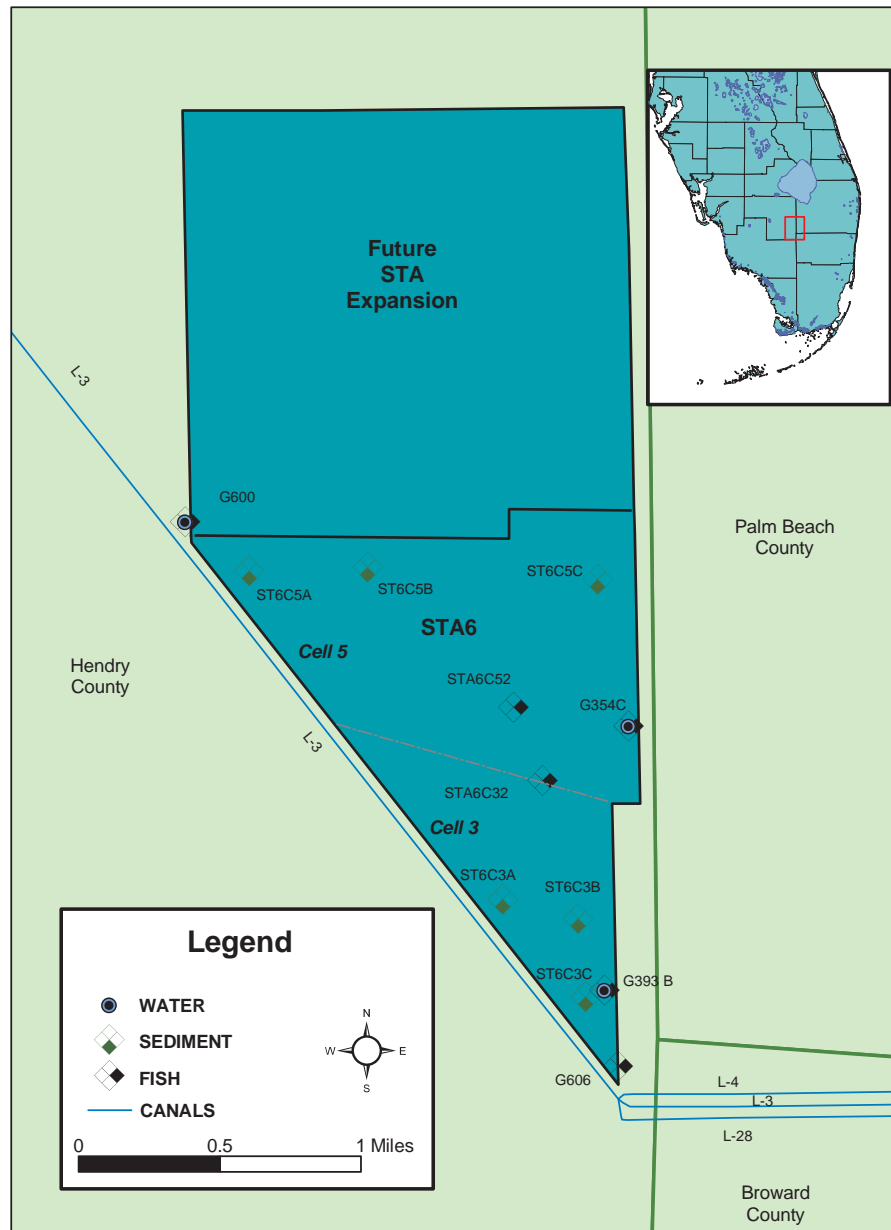 Future
STA
Expansion
L-3
G600
Palm Beach
County
ST6C5A
ST6C5B
ST6C5C
STA6
Cell 5
Hendry
County
STA6C52
G354C
L-3
STA6C32
Cell 3
ST6C3A
ST6C3B
ST6C3C
G393 B
G606
L-4
L-3
L-28
Broward
County
Legend
WATER
SEDIMENT
FISH
CANALS
N
W E
S
0 0.5 1 Miles